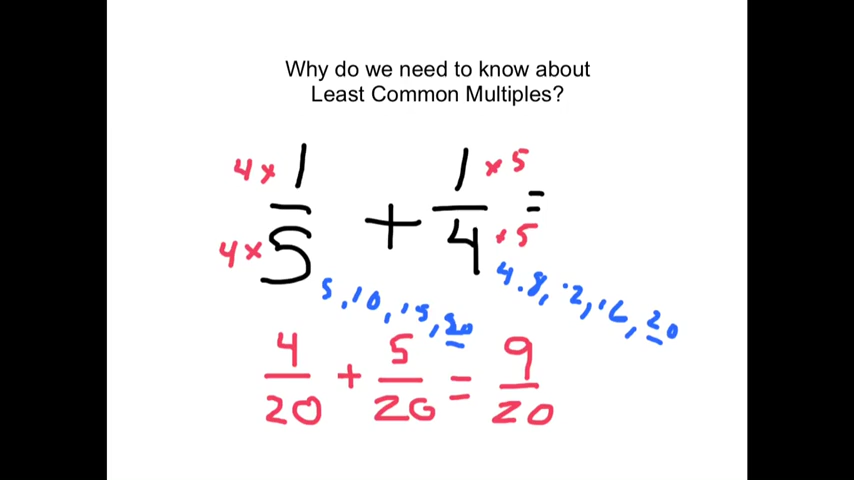 Why do we need to know about
Least Common Multiples?
4 × 1 1 × 5
+ =
4 × 5 4 × 5
5, 10, 15, 20 4, 8, 12, 16, 20
4 5 9
+ =
20 20 20